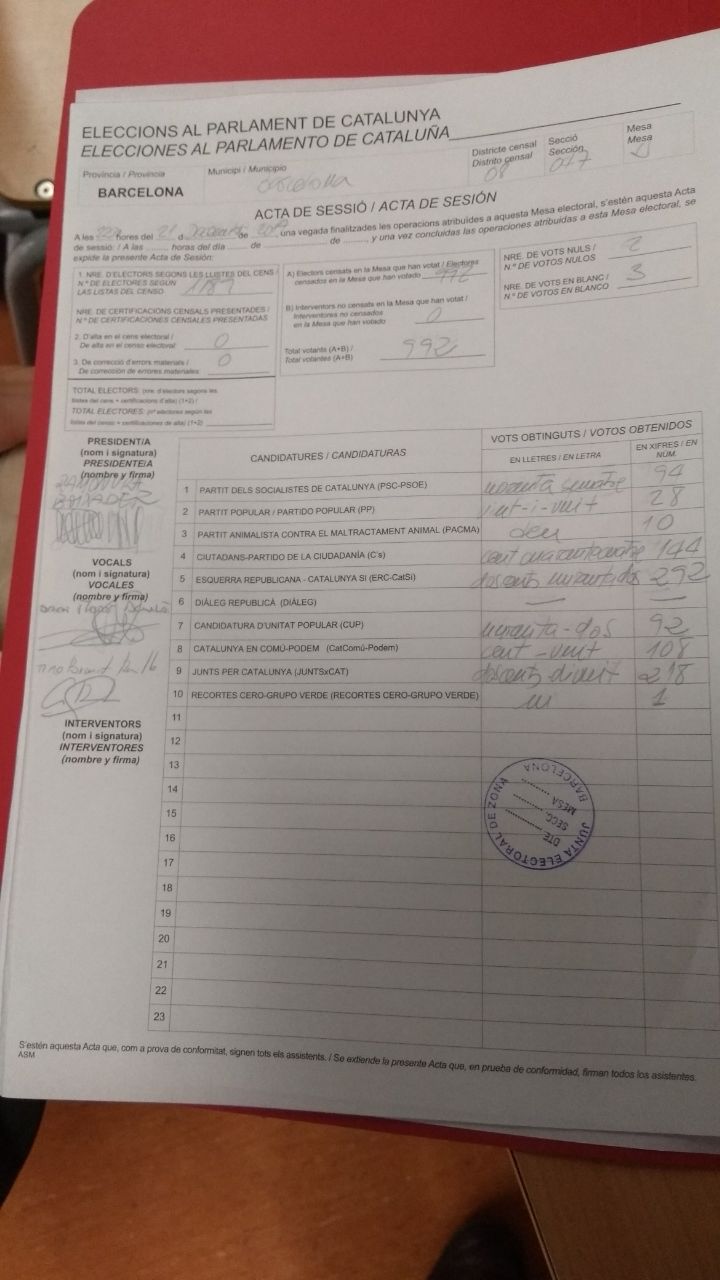 ELECCIONS AL PARLAMENT DE CATALUNYA
ELECCIONES AL PARLAMENTO DE CATALUÑA
Província / Provincia
BARCELONA
Municipi / Municipio
Barcelona
Districte censal
Distrito censal
08
Secció
Sección
017
Mesa
Mesa
ACTA DE SESSIÓ / ACTA DE SESIÓN
A les 22 hores del 21 d Desembre de 2017 una vegada finalitzades les operacions atribuïdes a aquesta Mesa electoral, s'estén aquesta Acta
de sessió: / A las ........ horas del día ........ de ........ de ........, y una vez concluidas las operaciones atribuidas a esta Mesa electoral, se
expide la presente Acta de Sesión:
1. NRE. D'ELECTORS SEGONS LES LLISTES DEL CENS /
N.º DE ELECTORES SEGÚN
LAS LISTAS DEL CENSO
NRE. DE CERTIFICACIONS CENSALS PRESENTADES /
N.º DE CERTIFICACIONES CENSALES PRESENTADAS
2. D'alta en el cens electoral /
De alta en el censo electoral: 0
3. De correcció d'errors materials /
De corrección de errores materiales 0
TOTAL ELECTORS: (nre. d'electors segons les
llistes del cens + certificacions d'alta) (1+2) /
TOTAL ELECTORES: (nº electores según las
listas del censo + certificaciones de alta) (1+2)
A) Electors censats en la Mesa que han votat / Electores
censados en la Mesa que han votado 992
B) Interventors no censats en la Mesa que han votat /
Interventores no censados
en la Mesa que han votado 0
Total votants (A+B) /
Total votantes (A+B) 992
NRE. DE VOTS NULS /
N.º DE VOTOS NULOS 2
NRE. DE VOTS EN BLANC /
N.º DE VOTOS EN BLANCO 3
PRESIDENT/A
(nom i signatura)
PRESIDENTE/A
(nombre y firma)
VOCALS
(nom i signatura)
VOCALES
(nombre y firma)
INTERVENTORS
(nom i signatura)
INTERVENTORES
(nombre y firma)
CANDIDATURES / CANDIDATURAS
VOTS OBTINGUTS / VOTOS OBTENIDOS
EN LLETRES / EN LETRA
EN XIFRES / EN NÚM.
1 PARTIT DELS SOCIALISTES DE CATALUNYA (PSC-PSOE) noranta quatre 94
2 PARTIT POPULAR / PARTIDO POPULAR (PP) vint-i-vuit 28
3 PARTIT ANIMALISTA CONTRA EL MALTRACTAMENT ANIMAL (PACMA) deu 10
4 CIUTADANS-PARTIDO DE LA CIUDADANÍA (C's) cent quaranta quatre 144
5 ESQUERRA REPUBLICANA - CATALUNYA SI (ERC-CatSí) doscents noranta dos 292
6 DIÀLEG REPUBLICÀ (DIÀLEG) — —
7 CANDIDATURA D'UNITAT POPULAR (CUP) noranta-dos 92
8 CATALUNYA EN COMÚ-PODEM (CatComú-Podem) cent-vuit 108
9 JUNTS PER CATALUNYA (JUNTSxCAT) doscents divuit 218
10 RECORTES CERO-GRUPO VERDE (RECORTES CERO-GRUPO VERDE) un 1
11
12
13
14
15
16
17
18
19
20
21
22
23
JUNTA ELECTORAL DE ZONA
BARCELONA
DTE
SECC.
MESA
S'estén aquesta Acta que, com a prova de conformitat, signen tots els assistents. / Se extiende la presente Acta que, en prueba de conformidad, firman todos los asistentes.
ASM